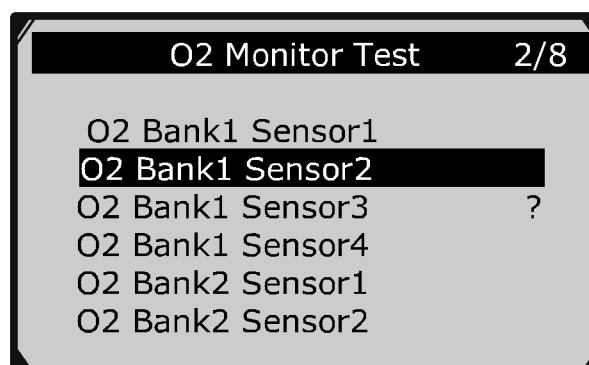 O2 Monitor Test 2/8
O2 Bank1 Sensor1
O2 Bank1 Sensor2
O2 Bank1 Sensor3 ?
O2 Bank1 Sensor4
O2 Bank2 Sensor1
O2 Bank2 Sensor2